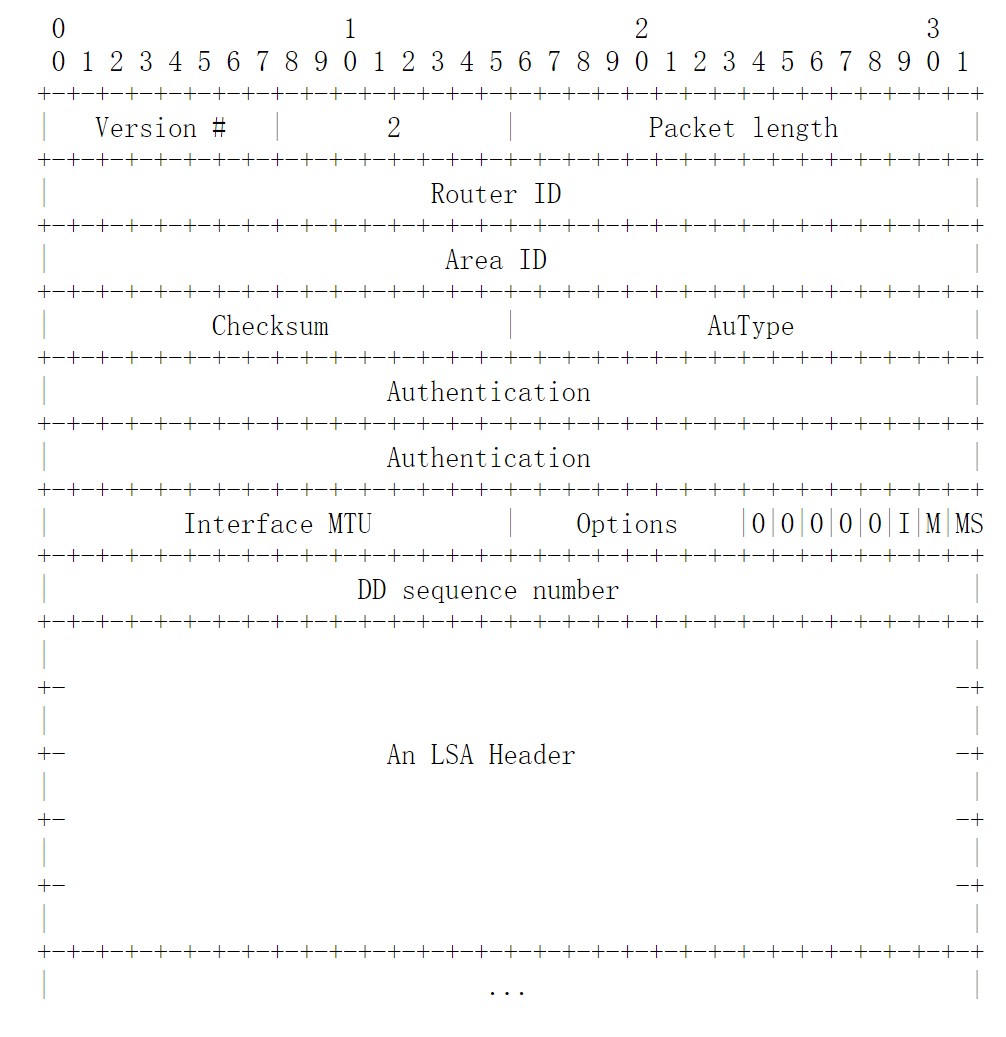 0                   1                   2                   3
    0 1 2 3 4 5 6 7 8 9 0 1 2 3 4 5 6 7 8 9 0 1 2 3 4 5 6 7 8 9 0 1
   +-+-+-+-+-+-+-+-+-+-+-+-+-+-+-+-+-+-+-+-+-+-+-+-+-+-+-+-+-+-+-+-+
   |   Version #   |       2       |         Packet length         |
   +-+-+-+-+-+-+-+-+-+-+-+-+-+-+-+-+-+-+-+-+-+-+-+-+-+-+-+-+-+-+-+-+
   |                          Router ID                            |
   +-+-+-+-+-+-+-+-+-+-+-+-+-+-+-+-+-+-+-+-+-+-+-+-+-+-+-+-+-+-+-+-+
   |                           Area ID                             |
   +-+-+-+-+-+-+-+-+-+-+-+-+-+-+-+-+-+-+-+-+-+-+-+-+-+-+-+-+-+-+-+-+
   |           Checksum            |             AuType            |
   +-+-+-+-+-+-+-+-+-+-+-+-+-+-+-+-+-+-+-+-+-+-+-+-+-+-+-+-+-+-+-+-+
   |                       Authentication                          |
   +-+-+-+-+-+-+-+-+-+-+-+-+-+-+-+-+-+-+-+-+-+-+-+-+-+-+-+-+-+-+-+-+
   |                       Authentication                          |
   +-+-+-+-+-+-+-+-+-+-+-+-+-+-+-+-+-+-+-+-+-+-+-+-+-+-+-+-+-+-+-+-+
   |         Interface MTU         |    Options    |0|0|0|0|0|I|M|MS
   +-+-+-+-+-+-+-+-+-+-+-+-+-+-+-+-+-+-+-+-+-+-+-+-+-+-+-+-+-+-+-+-+
   |                     DD sequence number                        |
   +-+-+-+-+-+-+-+-+-+-+-+-+-+-+-+-+-+-+-+-+-+-+-+-+-+-+-+-+-+-+-+-+
   |                                                               |
   +-                                                             -+
   |                                                               |
   +-                      An LSA Header                          -+
   |                                                               |
   +-                                                             -+
   |                                                               |
   +-                                                             -+
   |                                                               |
   +-+-+-+-+-+-+-+-+-+-+-+-+-+-+-+-+-+-+-+-+-+-+-+-+-+-+-+-+-+-+-+-+
   |                              ...                              |